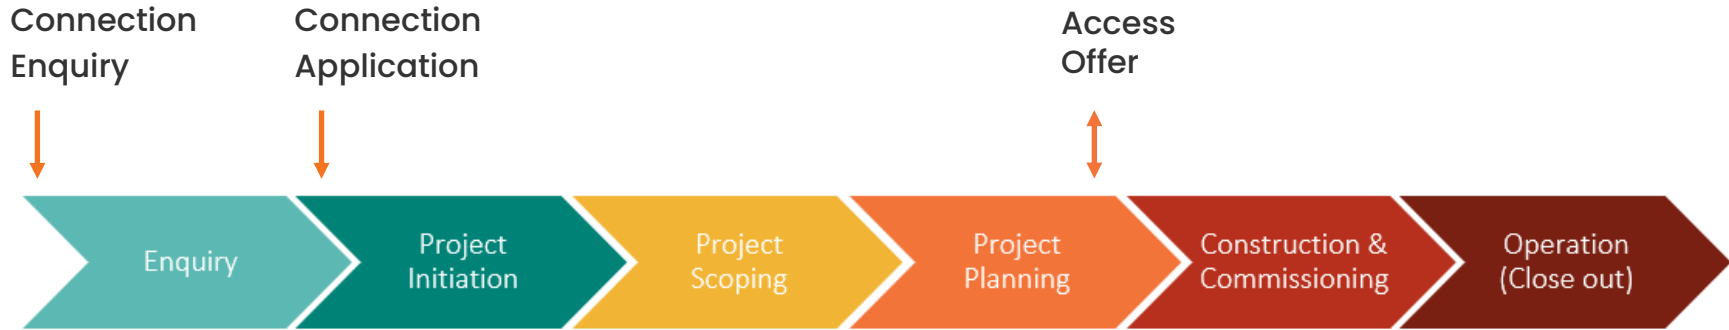 Connection
Enquiry
Connection
Application
Access
Offer
Enquiry
Project
Initiation
Project
Scoping
Project
Planning
Construction &
Commissioning
Operation
(Close out)